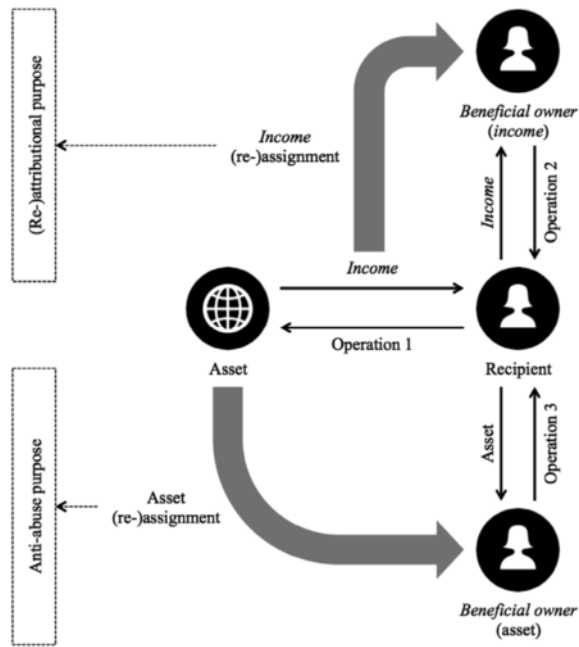 (Re-)attributional purpose
Beneficial owner
(income)
Income
(re-)assignment
Income
Operation 2
Income
Operation 1
Asset
Recipient
Anti-abuse purpose
Asset
(re-)assignment
Asset
Operation 3
Beneficial owner
(asset)